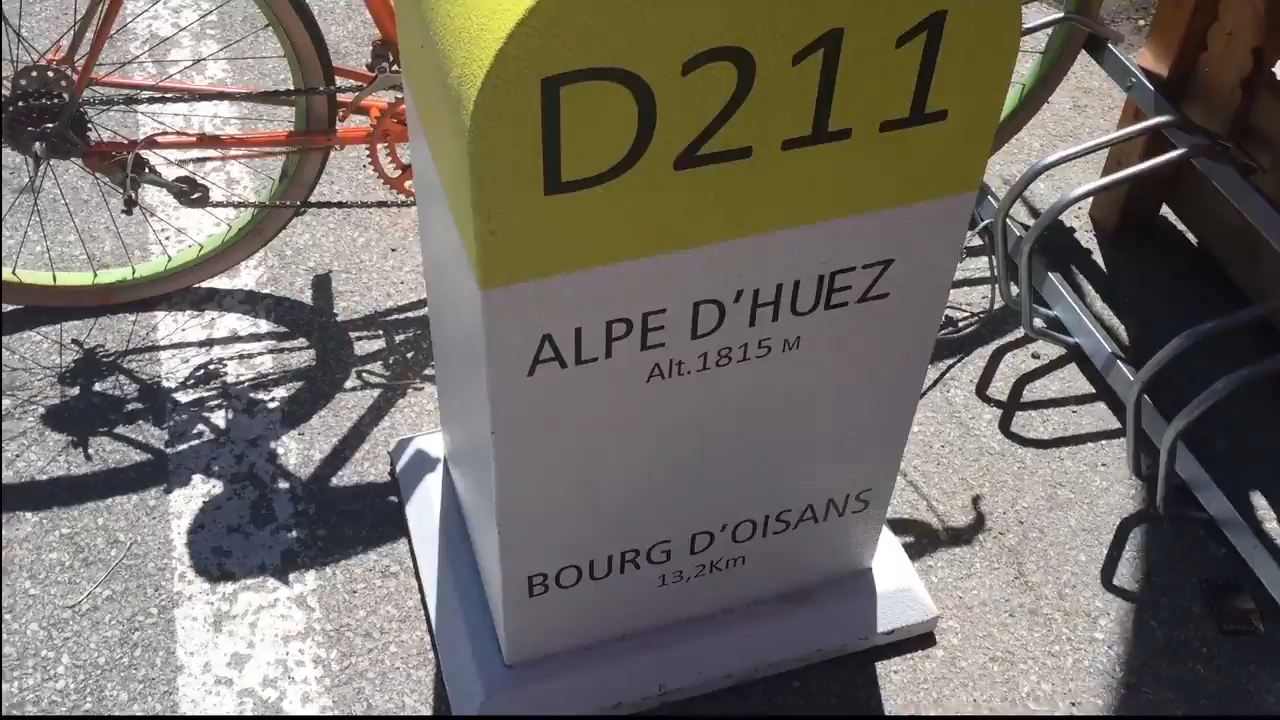 D211
ALPE D'HUEZ
Alt.1815 M
BOURG D'OISANS
13,2Km